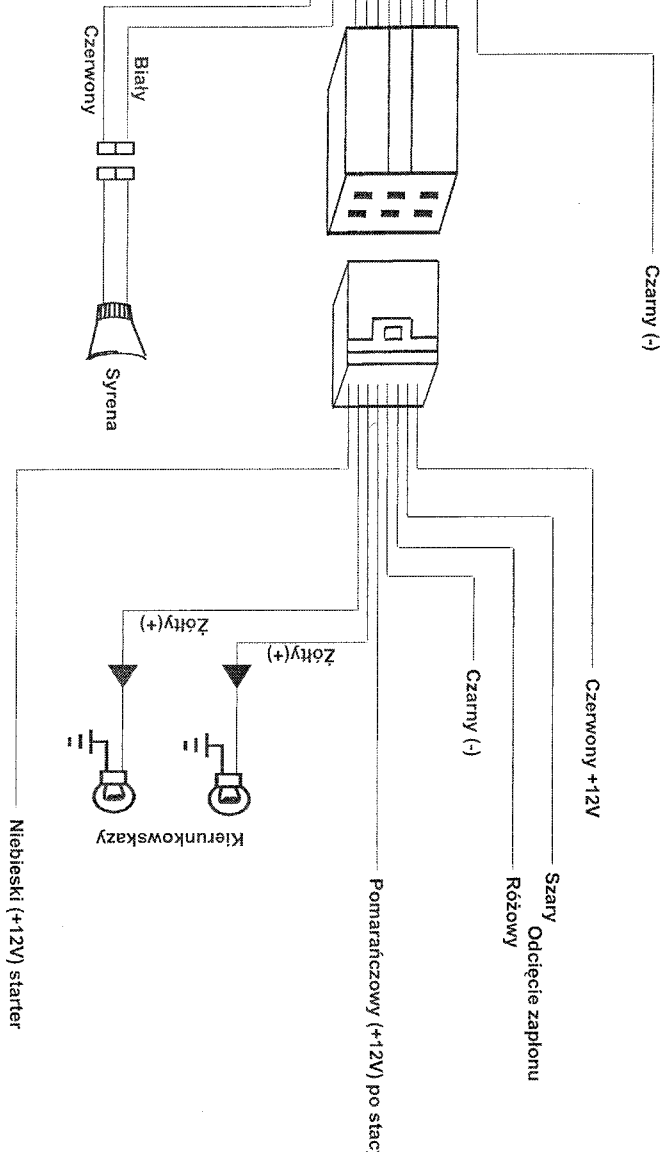 Czarny (-)
Biały
Czerwony
Syrena
Czerwony +12V
Szary
Odcięcie zapłonu
Różowy
Czarny (-)
Pomarańczowy (+12V) po
Żółty(+)
Żółty(+)
Kierunkowskazy
Niebieski (+12V) starter